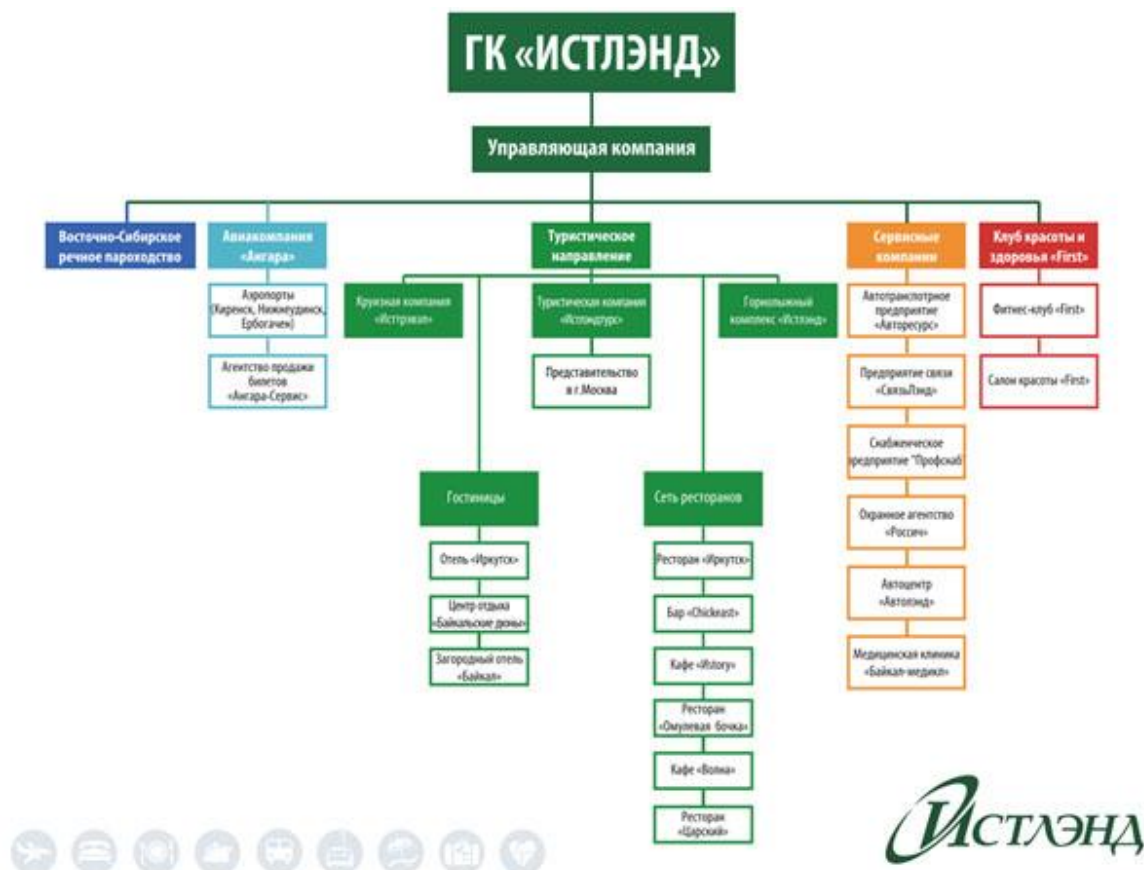 ГК «ИСТЛЭНД»
Управляющая компания
Восточно-Сибирское
речное пароходство
Авиакомпания
«Ангара»
Аэропорты
(Киренск, Нижнеудинск,
Ербогачен)
Агентство продажи
билетов
«Ангара-Сервис»
Туристическое
направление
Круизная компания
«Исттрэвэл»
Туристическая компания
«Истлэндтурс»
Горнолыжный
комплекс «Истлэнд»
Представительство
в г.Москва
Гостиницы
Отель «Иркутск»
Центр отдыха
«Байкальские дюны»
Загородный отель
«Байкал»
Сеть ресторанов
Ресторан «Иркутск»
Бар «Chickeast»
Кафе «Иstory»
Ресторан
«Омулевая бочка»
Кафе «Волна»
Ресторан
«Царский»
Сервисные
компании
Автотранспотрное
предприятие
«Авторесурс»
Предприятие связи
«СвязьЛэнд»
Снабженческое
предприятие "Профснаб
Охранное агентство
«Россич»
Автоцентр
«Автолэнд»
Медицинская клиника
«Байкал-медикл»
Клуб красоты и
здоровья «First»
Фитнес-клуб «First»
Салон красоты «First»
ИСТЛЭНД